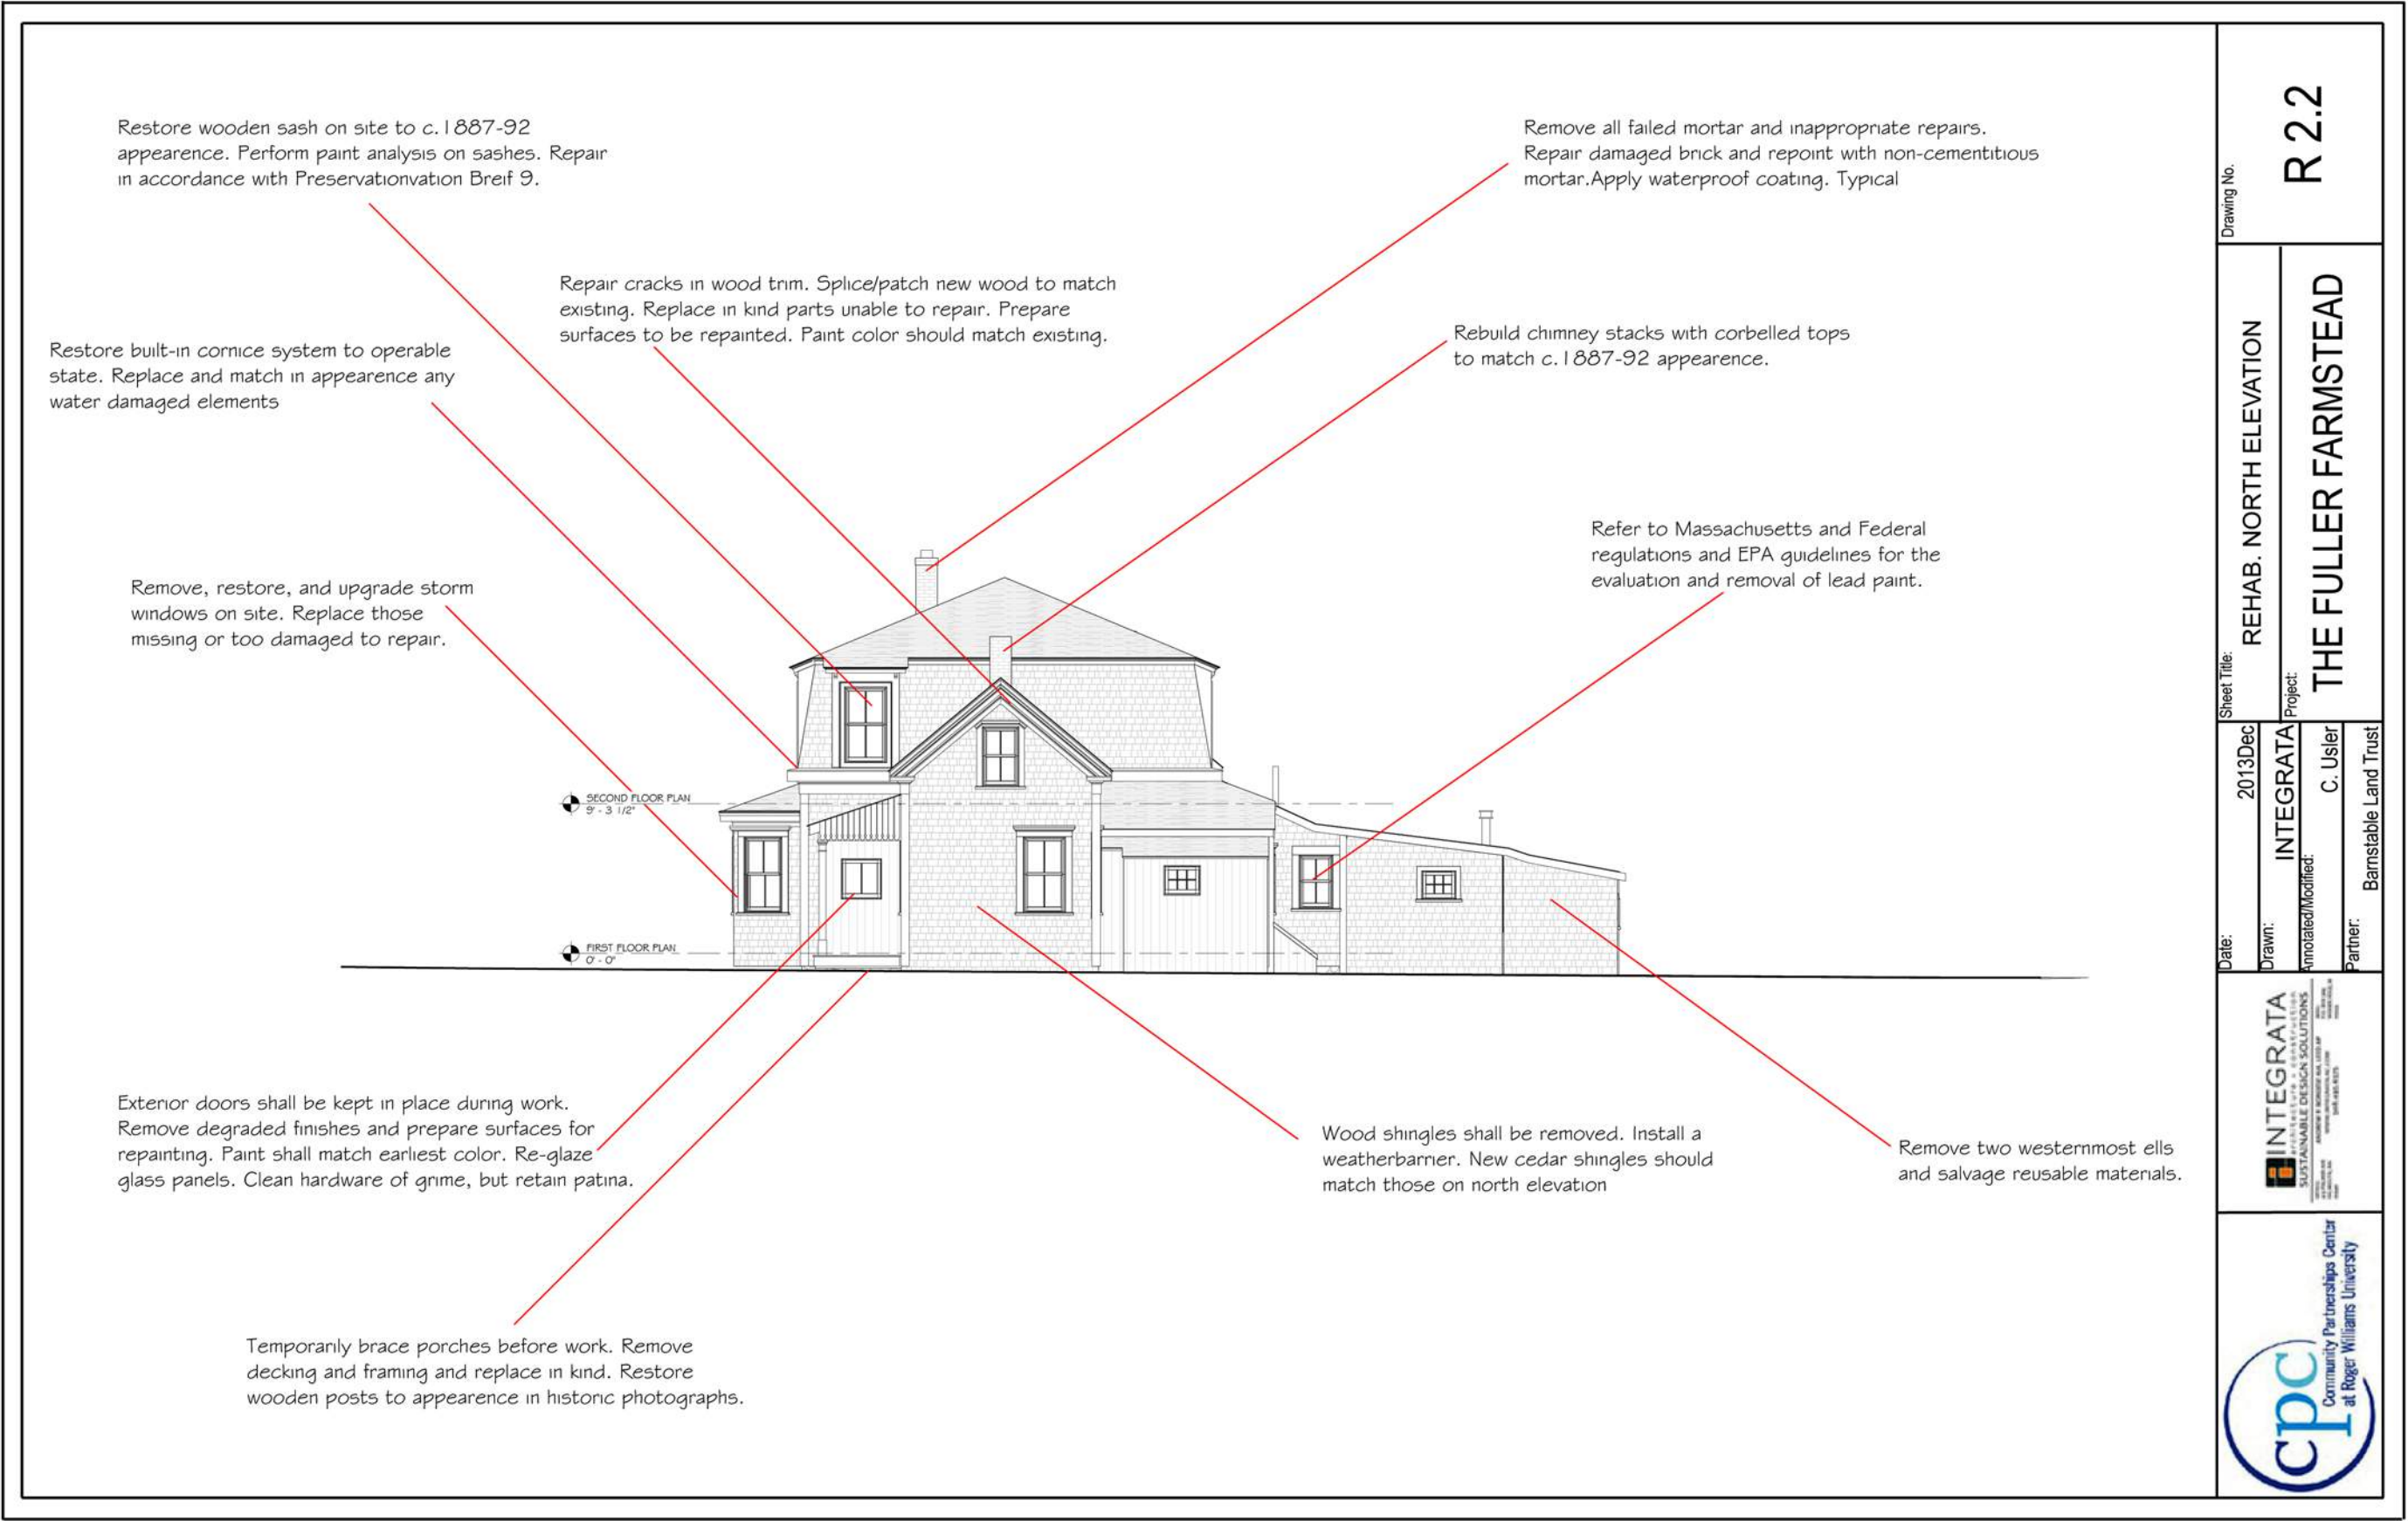 Restore wooden sash on site to c.1887-92
appearence. Perform paint analysis on sashes. Repair
in accordance with Preservationvation Breif 9.
Remove all failed mortar and inappropriate repairs.
Repair damaged brick and repoint with non-cementitious
mortar.Apply waterproof coating. Typical
Repair cracks in wood trim. Splice/patch new wood to match
existing. Replace in kind parts unable to repair. Prepare
surfaces to be repainted. Paint color should match existing.
Restore built-in cornice system to operable
state. Replace and match in appearence any
water damaged elements
Rebuild chimney stacks with corbelled tops
to match c.1887-92 appearence.
Refer to Massachusetts and Federal
regulations and EPA guidelines for the
evaluation and removal of lead paint.
Remove, restore, and upgrade storm
windows on site. Replace those
missing or too damaged to repair.
SECOND FLOOR PLAN
9' - 3 1/2"
FIRST FLOOR PLAN
0' - 0"
Exterior doors shall be kept in place during work.
Remove degraded finishes and prepare surfaces for
repainting. Paint shall match earliest color. Re-glaze
glass panels. Clean hardware of grime, but retain patina.
Wood shingles shall be removed. Install a
weatherbarrier. New cedar shingles should
match those on north elevation
Remove two westernmost ells
and salvage reusable materials.
Temporarily brace porches before work. Remove
decking and framing and replace in kind. Restore
wooden posts to appearence in historic photographs.
Drawing No.
R 2.2
Sheet Title:
REHAB. NORTH ELEVATION
Project:
THE FULLER FARMSTEAD
Date:
2013Dec
Drawn:
INTEGRATA
Annotated/Modified:
C. Usler
Partner:
Barnstable Land Trust
INTEGRATA
architecture + construction
SUSTAINABLE DESIGN SOLUTIONS
cpc
Community Partnerships Center
at Roger Williams University